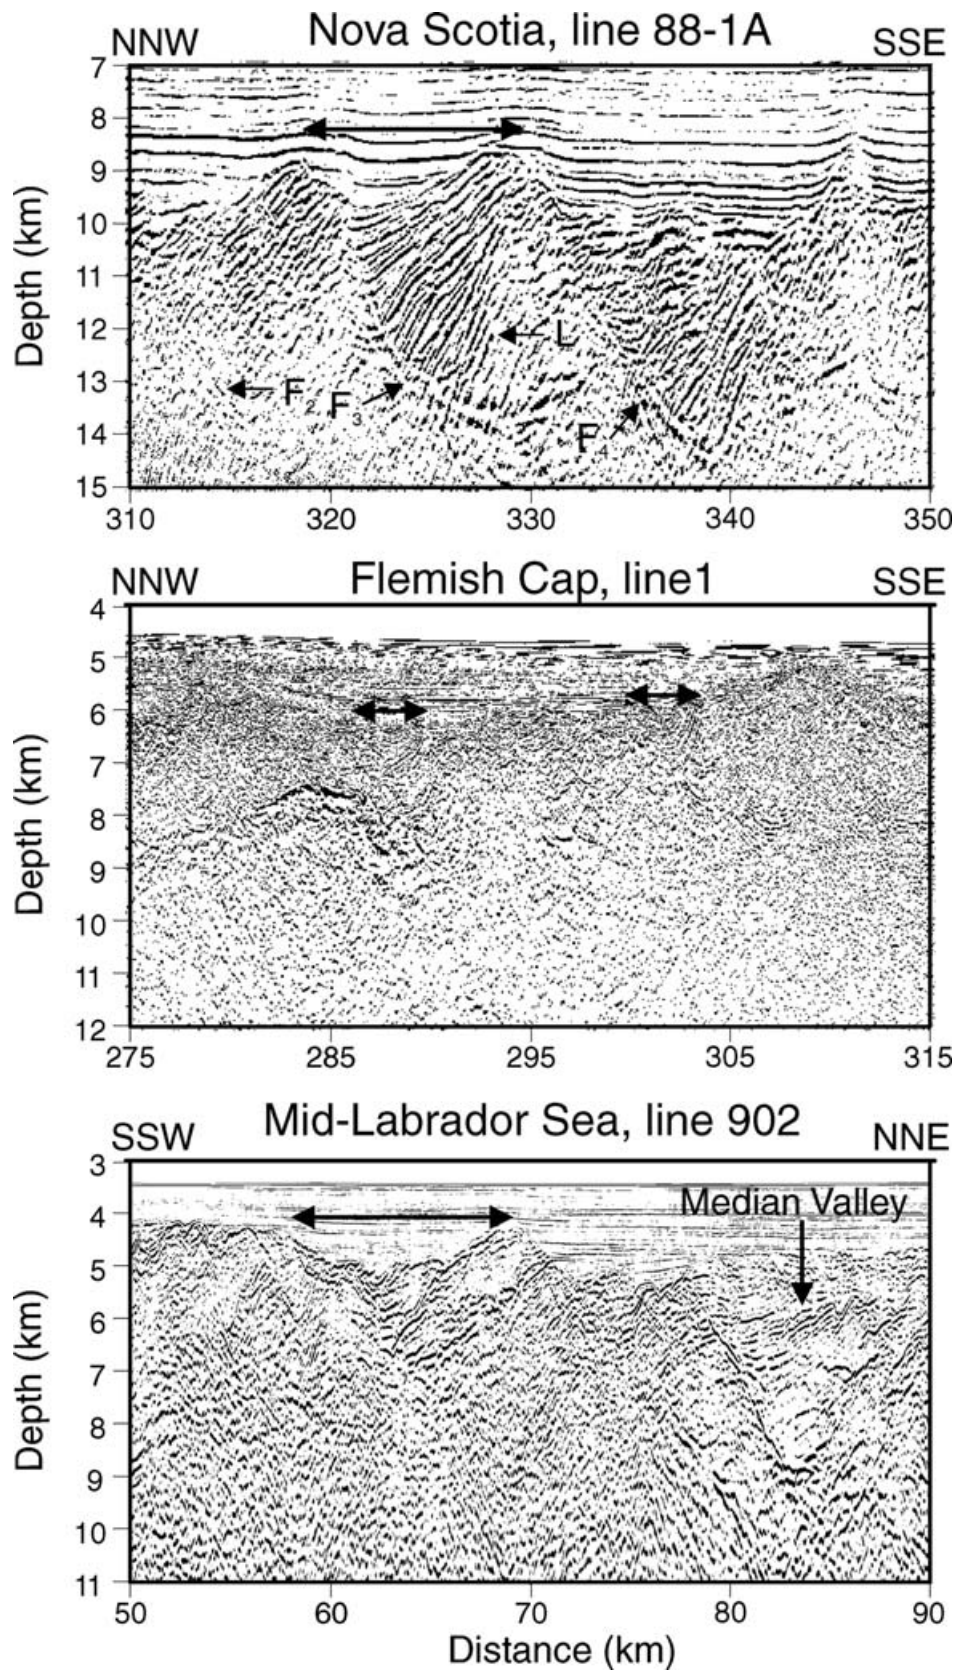 Nova Scotia, line 88-1A
NNW SSE
7
8
9
10
11
12
13
14
15
Depth (km)
L
F2 F3
F4
310 320 330 340 350
Flemish Cap, line1
NNW SSE
4
5
6
7
8
9
10
11
12
Depth (km)
275 285 295 305 315
Mid-Labrador Sea, line 902
SSW NNE
3
4
5
6
7
8
9
10
11
Depth (km)
Median Valley
50 60 70 80 90
Distance (km)